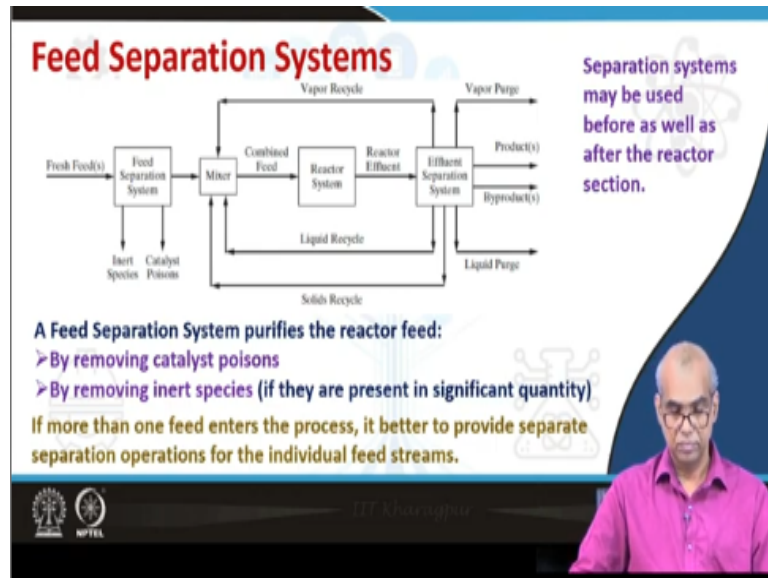 Feed Separation Systems
Separation systems
may be used
before as well as
after the reactor
section.
Vapor Recycle
Vapor Purge
Fresh Feed(s)
Feed
Separation
System
Mixer
Combined
Feed
Reactor
System
Reactor
Effluent
Effluent
Separation
System
Product(s)
Byproduct(s)
Inert
Species
Catalyst
Poisons
Liquid Recycle
Liquid Purge
Solids Recycle
A Feed Separation System purifies the reactor feed:
➢By removing catalyst poisons
➢By removing inert species (if they are present in significant quantity)
If more than one feed enters the process, it better to provide separate
separation operations for the individual feed streams.
NPTEL
IIT Kharagpur